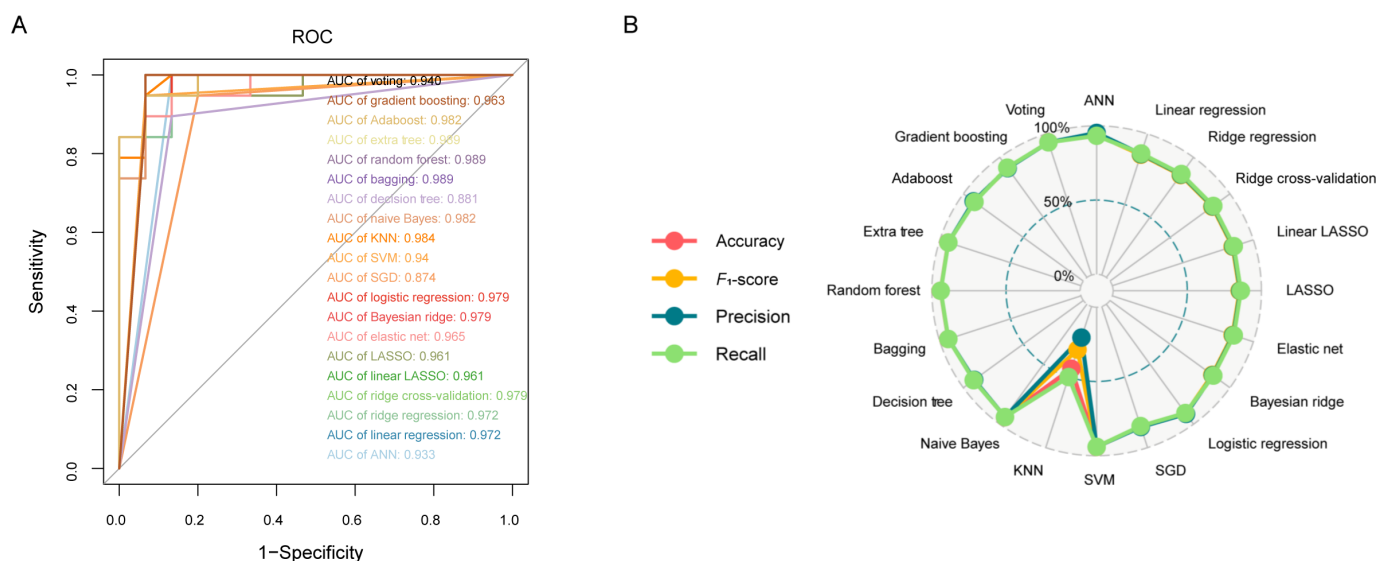 A
ROC
1.0
0.8
0.6
0.4
0.2
0.0
Sensitivity
AUC of voting: 0.940
AUC of gradient boosting: 0.963
AUC of Adaboost: 0.982
AUC of extra tree: 0.989
AUC of random forest: 0.989
AUC of bagging: 0.989
AUC of decision tree: 0.881
AUC of naive Bayes: 0.982
AUC of KNN: 0.984
AUC of SVM: 0.94
AUC of SGD: 0.874
AUC of logistic regression: 0.979
AUC of Bayesian ridge: 0.979
AUC of elastic net: 0.965
AUC of LASSO: 0.961
AUC of linear LASSO: 0.961
AUC of ridge cross-validation: 0.979
AUC of ridge regression: 0.972
AUC of linear regression: 0.972
AUC of ANN: 0.933
0.0 0.2 0.4 0.6 0.8 1.0
1−Specificity
B
Accuracy
F₁-score
Precision
Recall
ANN
Linear regression
Ridge regression
Ridge cross-validation
Linear LASSO
LASSO
Elastic net
Bayesian ridge
Logistic regression
SGD
SVM
KNN
Naive Bayes
Decision tree
Bagging
Random forest
Extra tree
Adaboost
Gradient boosting
Voting
100%
50%
0%